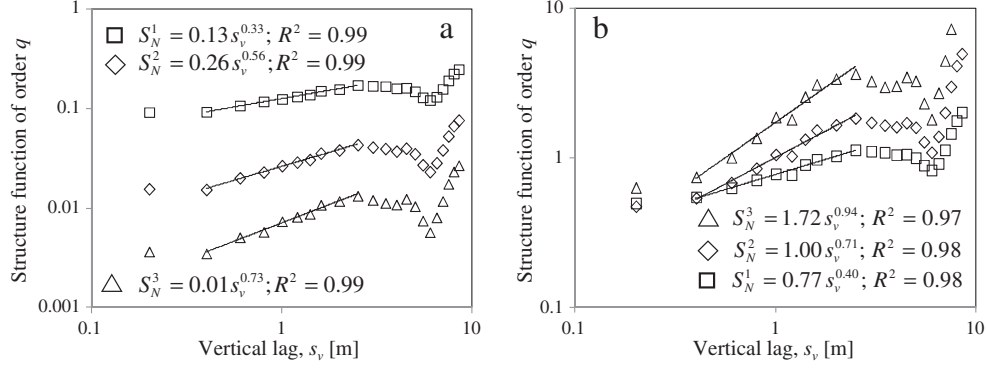 Structure function of order q
1
0.1
0.01
0.001
a
S_N^1 = 0.13 s_v^0.33; R^2 = 0.99
S_N^2 = 0.26 s_v^0.56; R^2 = 0.99
S_N^3 = 0.01 s_v^0.73; R^2 = 0.99
0.1 1 10
Vertical lag, s_v [m]
Structure function of order q
10
1
0.1
b
S_N^3 = 1.72 s_v^0.94; R^2 = 0.97
S_N^2 = 1.00 s_v^0.71; R^2 = 0.98
S_N^1 = 0.77 s_v^0.40; R^2 = 0.98
0.1 1 10
Vertical lag, s_v [m]